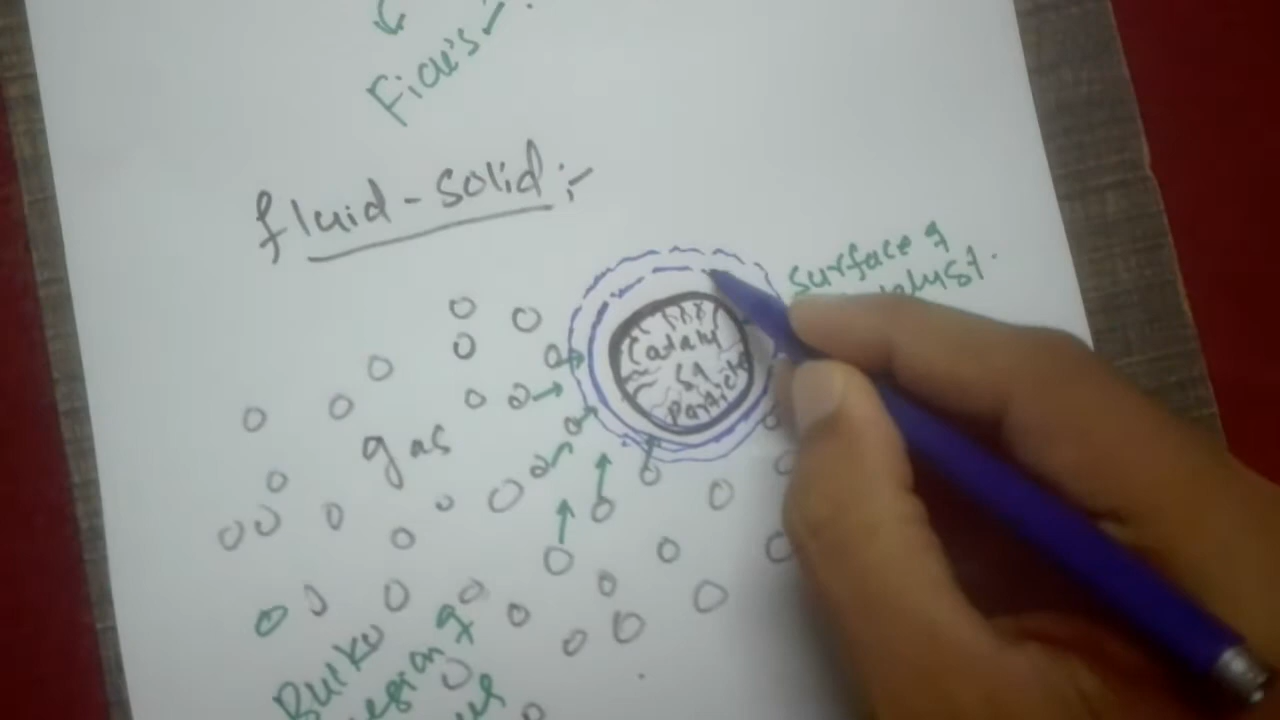 Fick's
fluid-solid :-
surface of
Catalyst
Particle
gas
Bulk
region of